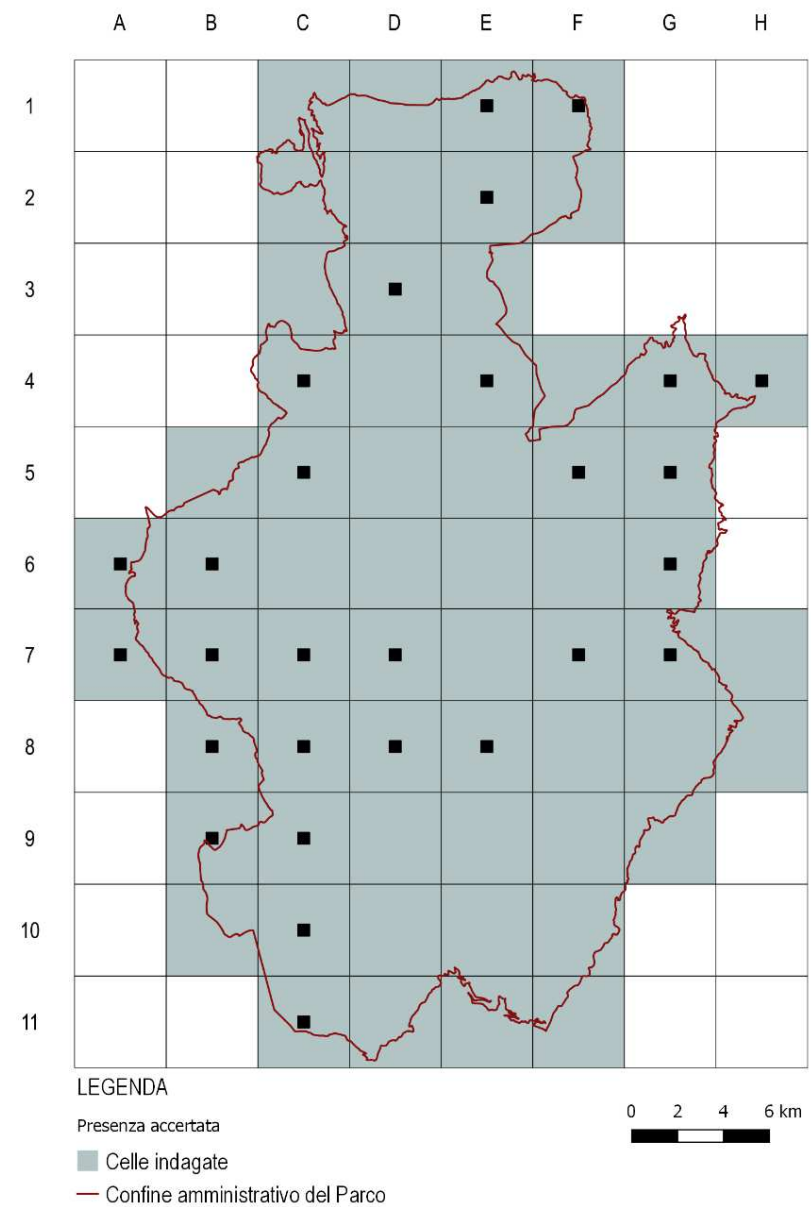 A B C D E F G H
1
2
3
4
5
6
7
8
9
10
11
LEGENDA
Presenza accertata
0 2 4 6 km
Celle indagate
Confine amministrativo del Parco